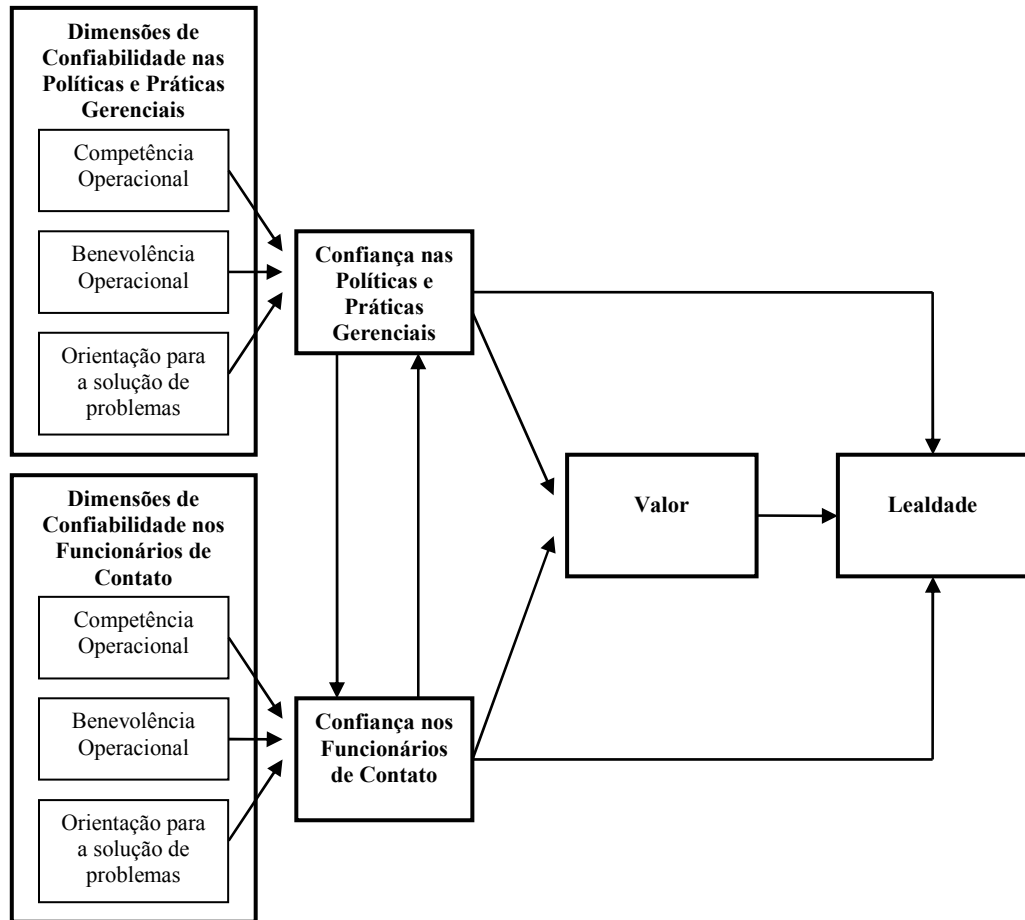 Dimensões de
Confiabilidade nas
Políticas e Práticas
Gerenciais
Competência
Operacional
Benevolência
Operacional
Orientação para
a solução de
problemas
Confiança nas
Políticas e
Práticas
Gerenciais
Dimensões de
Confiabilidade nos
Funcionários de
Contato
Competência
Operacional
Benevolência
Operacional
Orientação para
a solução de
problemas
Confiança nos
Funcionários
de Contato
Valor
Lealdade